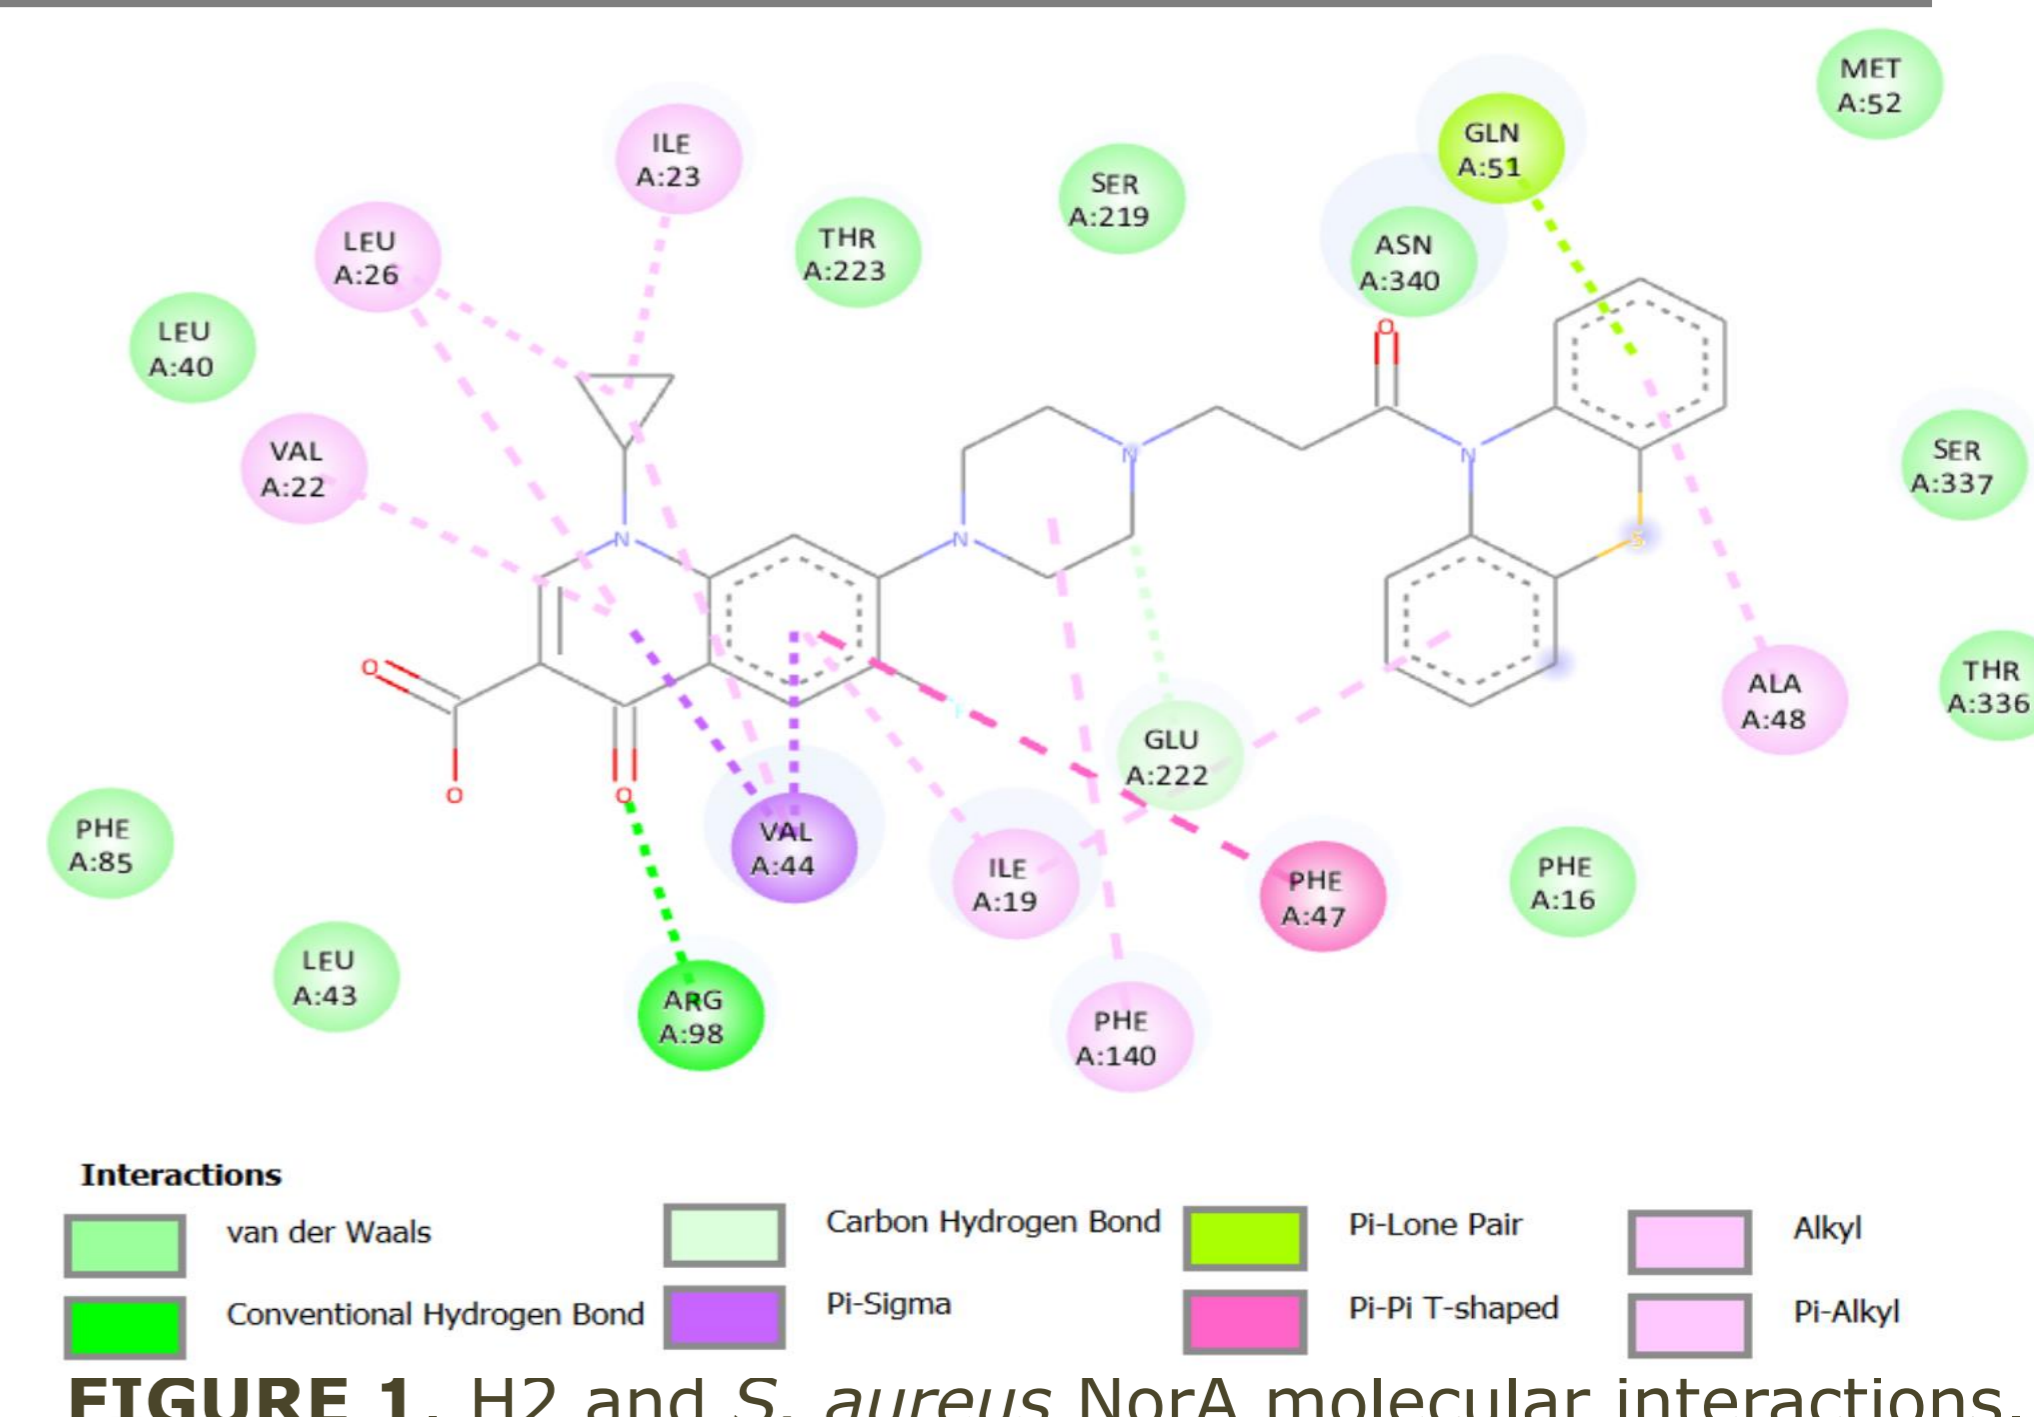 MET
A:52
GLN
A:51
ILE
A:23
SER
A:219
LEU
A:26
THR
A:223
ASN
A:340
O
LEU
A:40
VAL
A:22
N
N
SER
A:337
N
N
S
O
THR
A:336
ALA
A:48
F
GLU
A:222
O
O
PHE
A:85
VAL
A:44
ILE
A:19
PHE
A:47
PHE
A:16
LEU
A:43
ARG
A:98
PHE
A:140
Interactions
van der Waals
Conventional Hydrogen Bond
Carbon Hydrogen Bond
Pi-Sigma
Pi-Lone Pair
Pi-Pi T-shaped
Alkyl
Pi-Alkyl
FIGURE 1. H2 and S. aureus NorA molecular interactions.